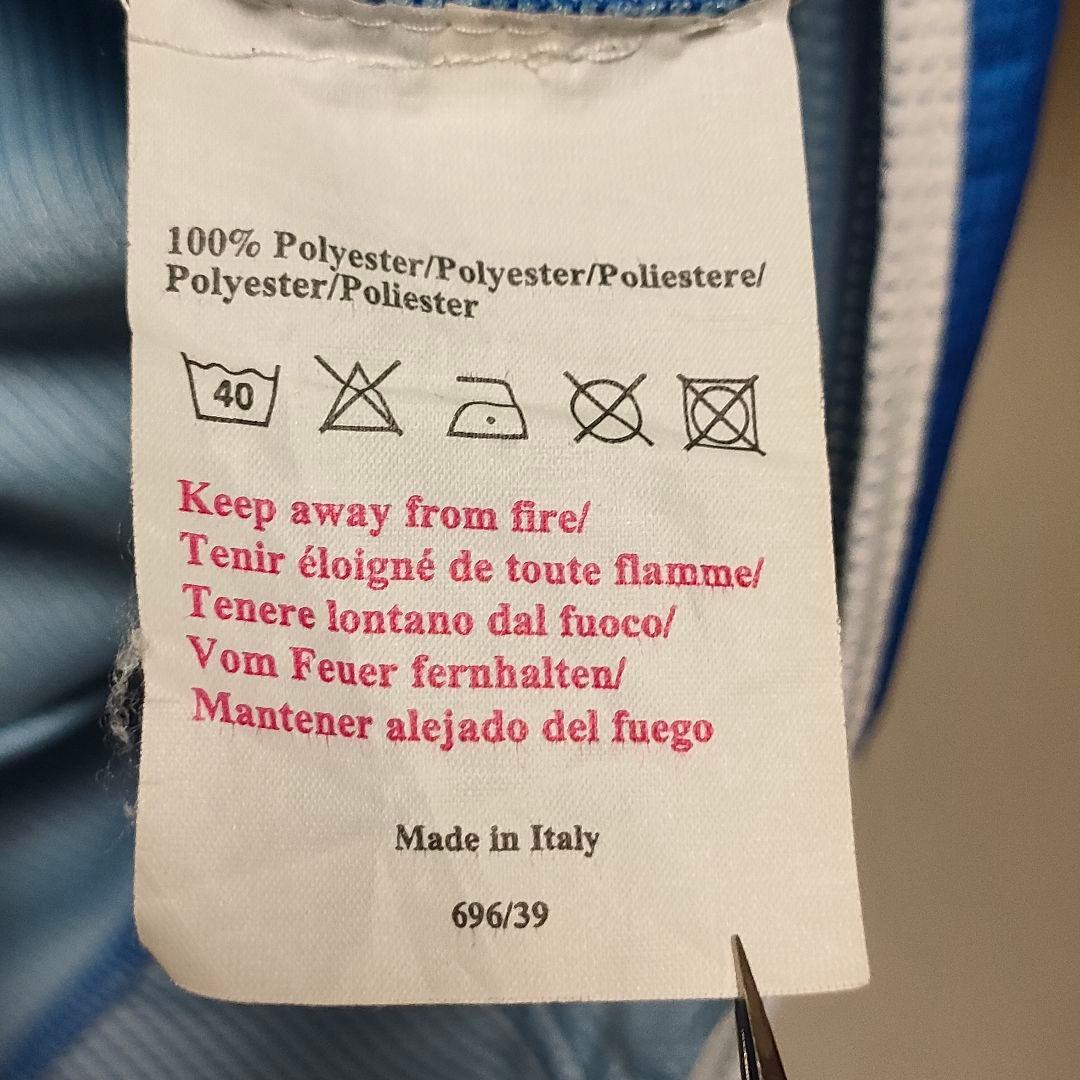 100% Polyester/Polyester/Poliestere/
Polyester/Poliester
40
Keep away from fire/
Tenir éloigné de toute flamme/
Tenere lontano dal fuoco/
Vom Feuer fernhalten/
Mantener alejado del fuego
Made in Italy
696/39